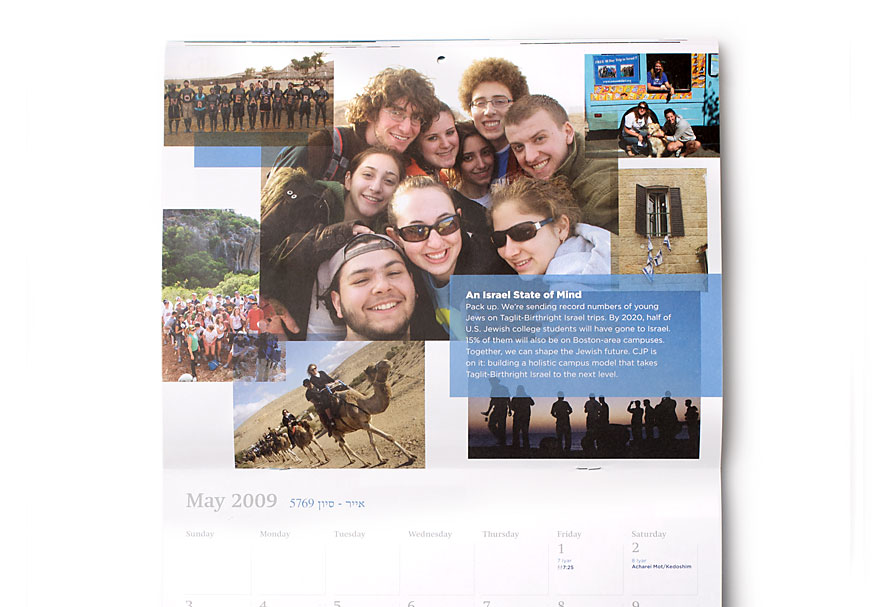 An Israel State of Mind
Pack up. We're sending record numbers of young
Jews on Taglit-Birthright Israel trips. By 2020, half of
U.S. Jewish college students will have gone to Israel.
15% of them will also be on Boston-area campuses.
Together, we can shape the Jewish future. CJP is
on it: building a holistic campus model that takes
Taglit-Birthright Israel to the next level.
May 2009 אייר - סיון 5769
Sunday Monday Tuesday Wednesday Thursday Friday Saturday
1 2
7 Iyar 8 Iyar
7:25 Acharei Mot/Kedoshim
3 4 5 6 7 8 9